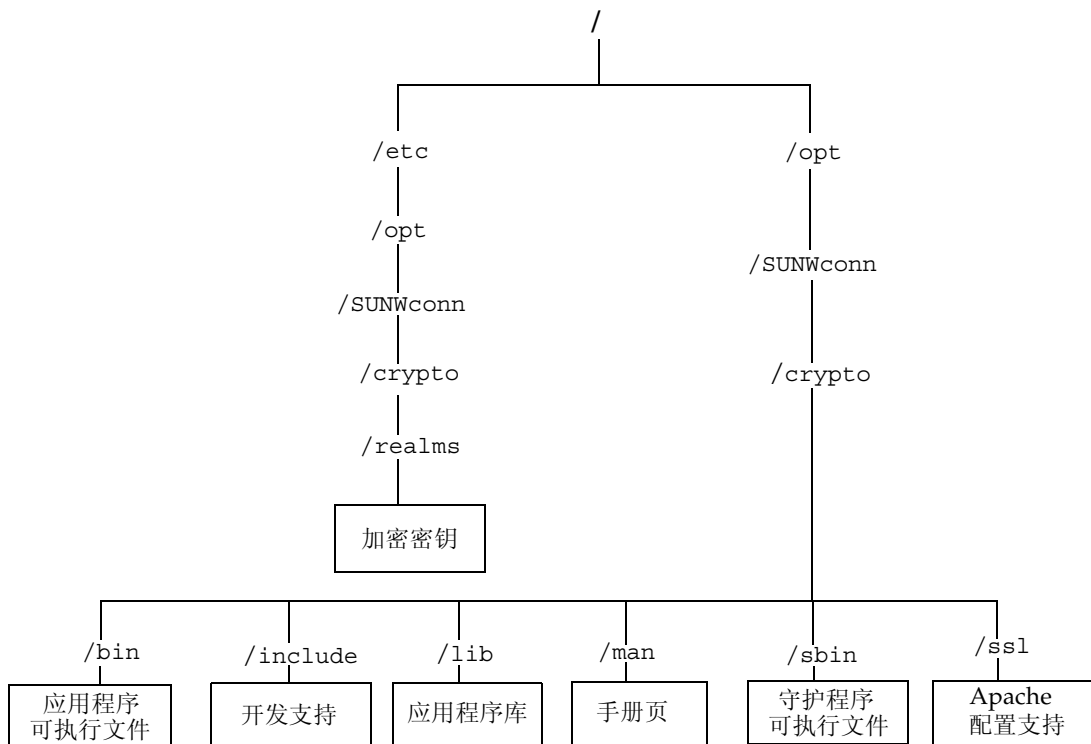 /
/etc
/opt
/opt
/SUNWconn
/SUNWconn
/crypto
/crypto
/realms
加密密钥
/bin
/include
/lib
/man
/sbin
/ssl
应用程序
可执行文件
开发支持
应用程序库
手册页
守护程序
可执行文件
Apache
配置支持